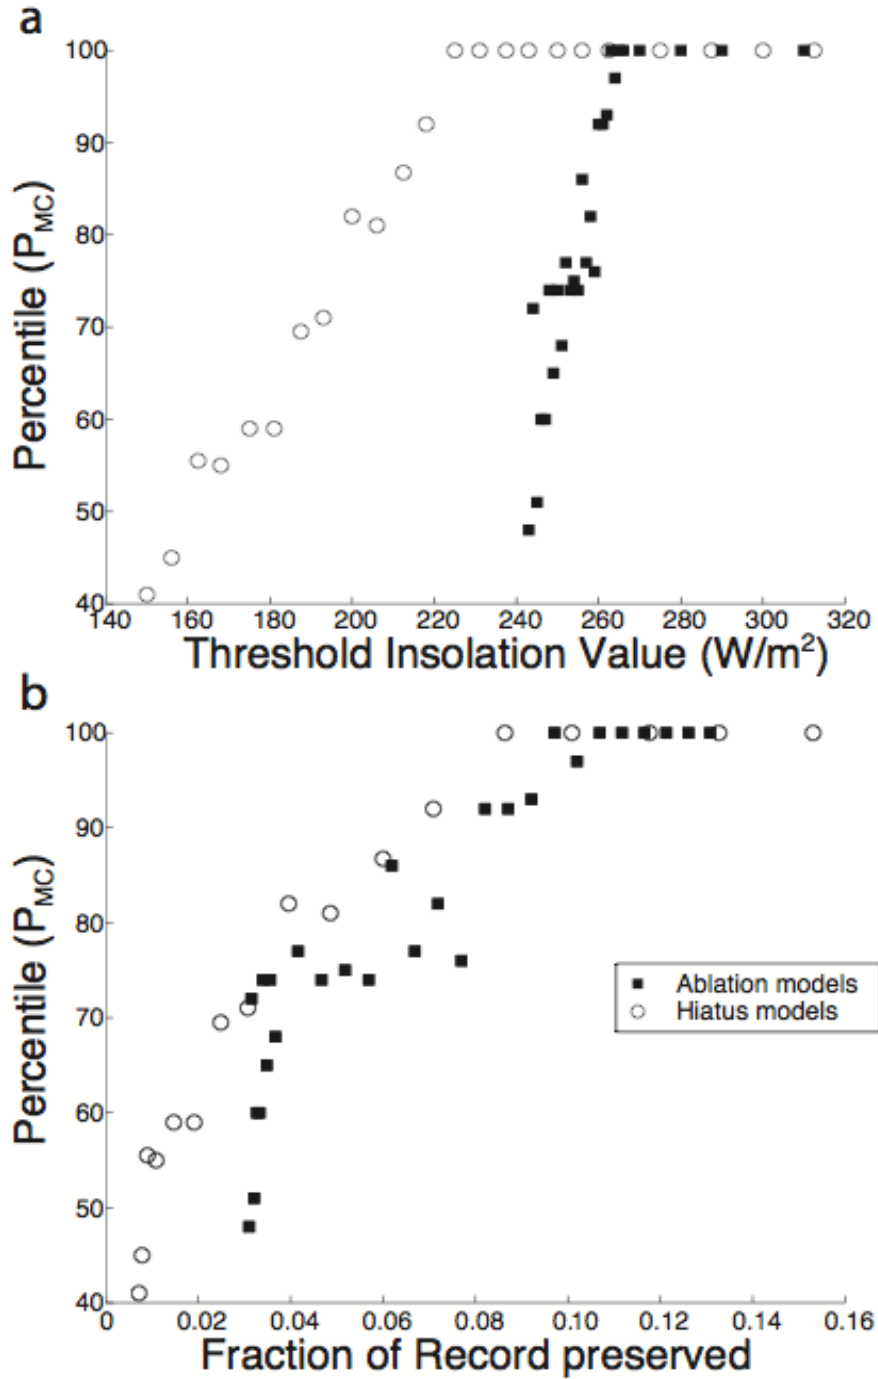 a
Percentile (PMC)
100
90
80
70
60
50
40
140 160 180 200 220 240 260 280 300 320
Threshold Insolation Value (W/m²)
b
Percentile (PMC)
100
90
80
70
60
50
40
0 0.02 0.04 0.06 0.08 0.10 0.12 0.14 0.16
Fraction of Record preserved
Ablation models
Hiatus models